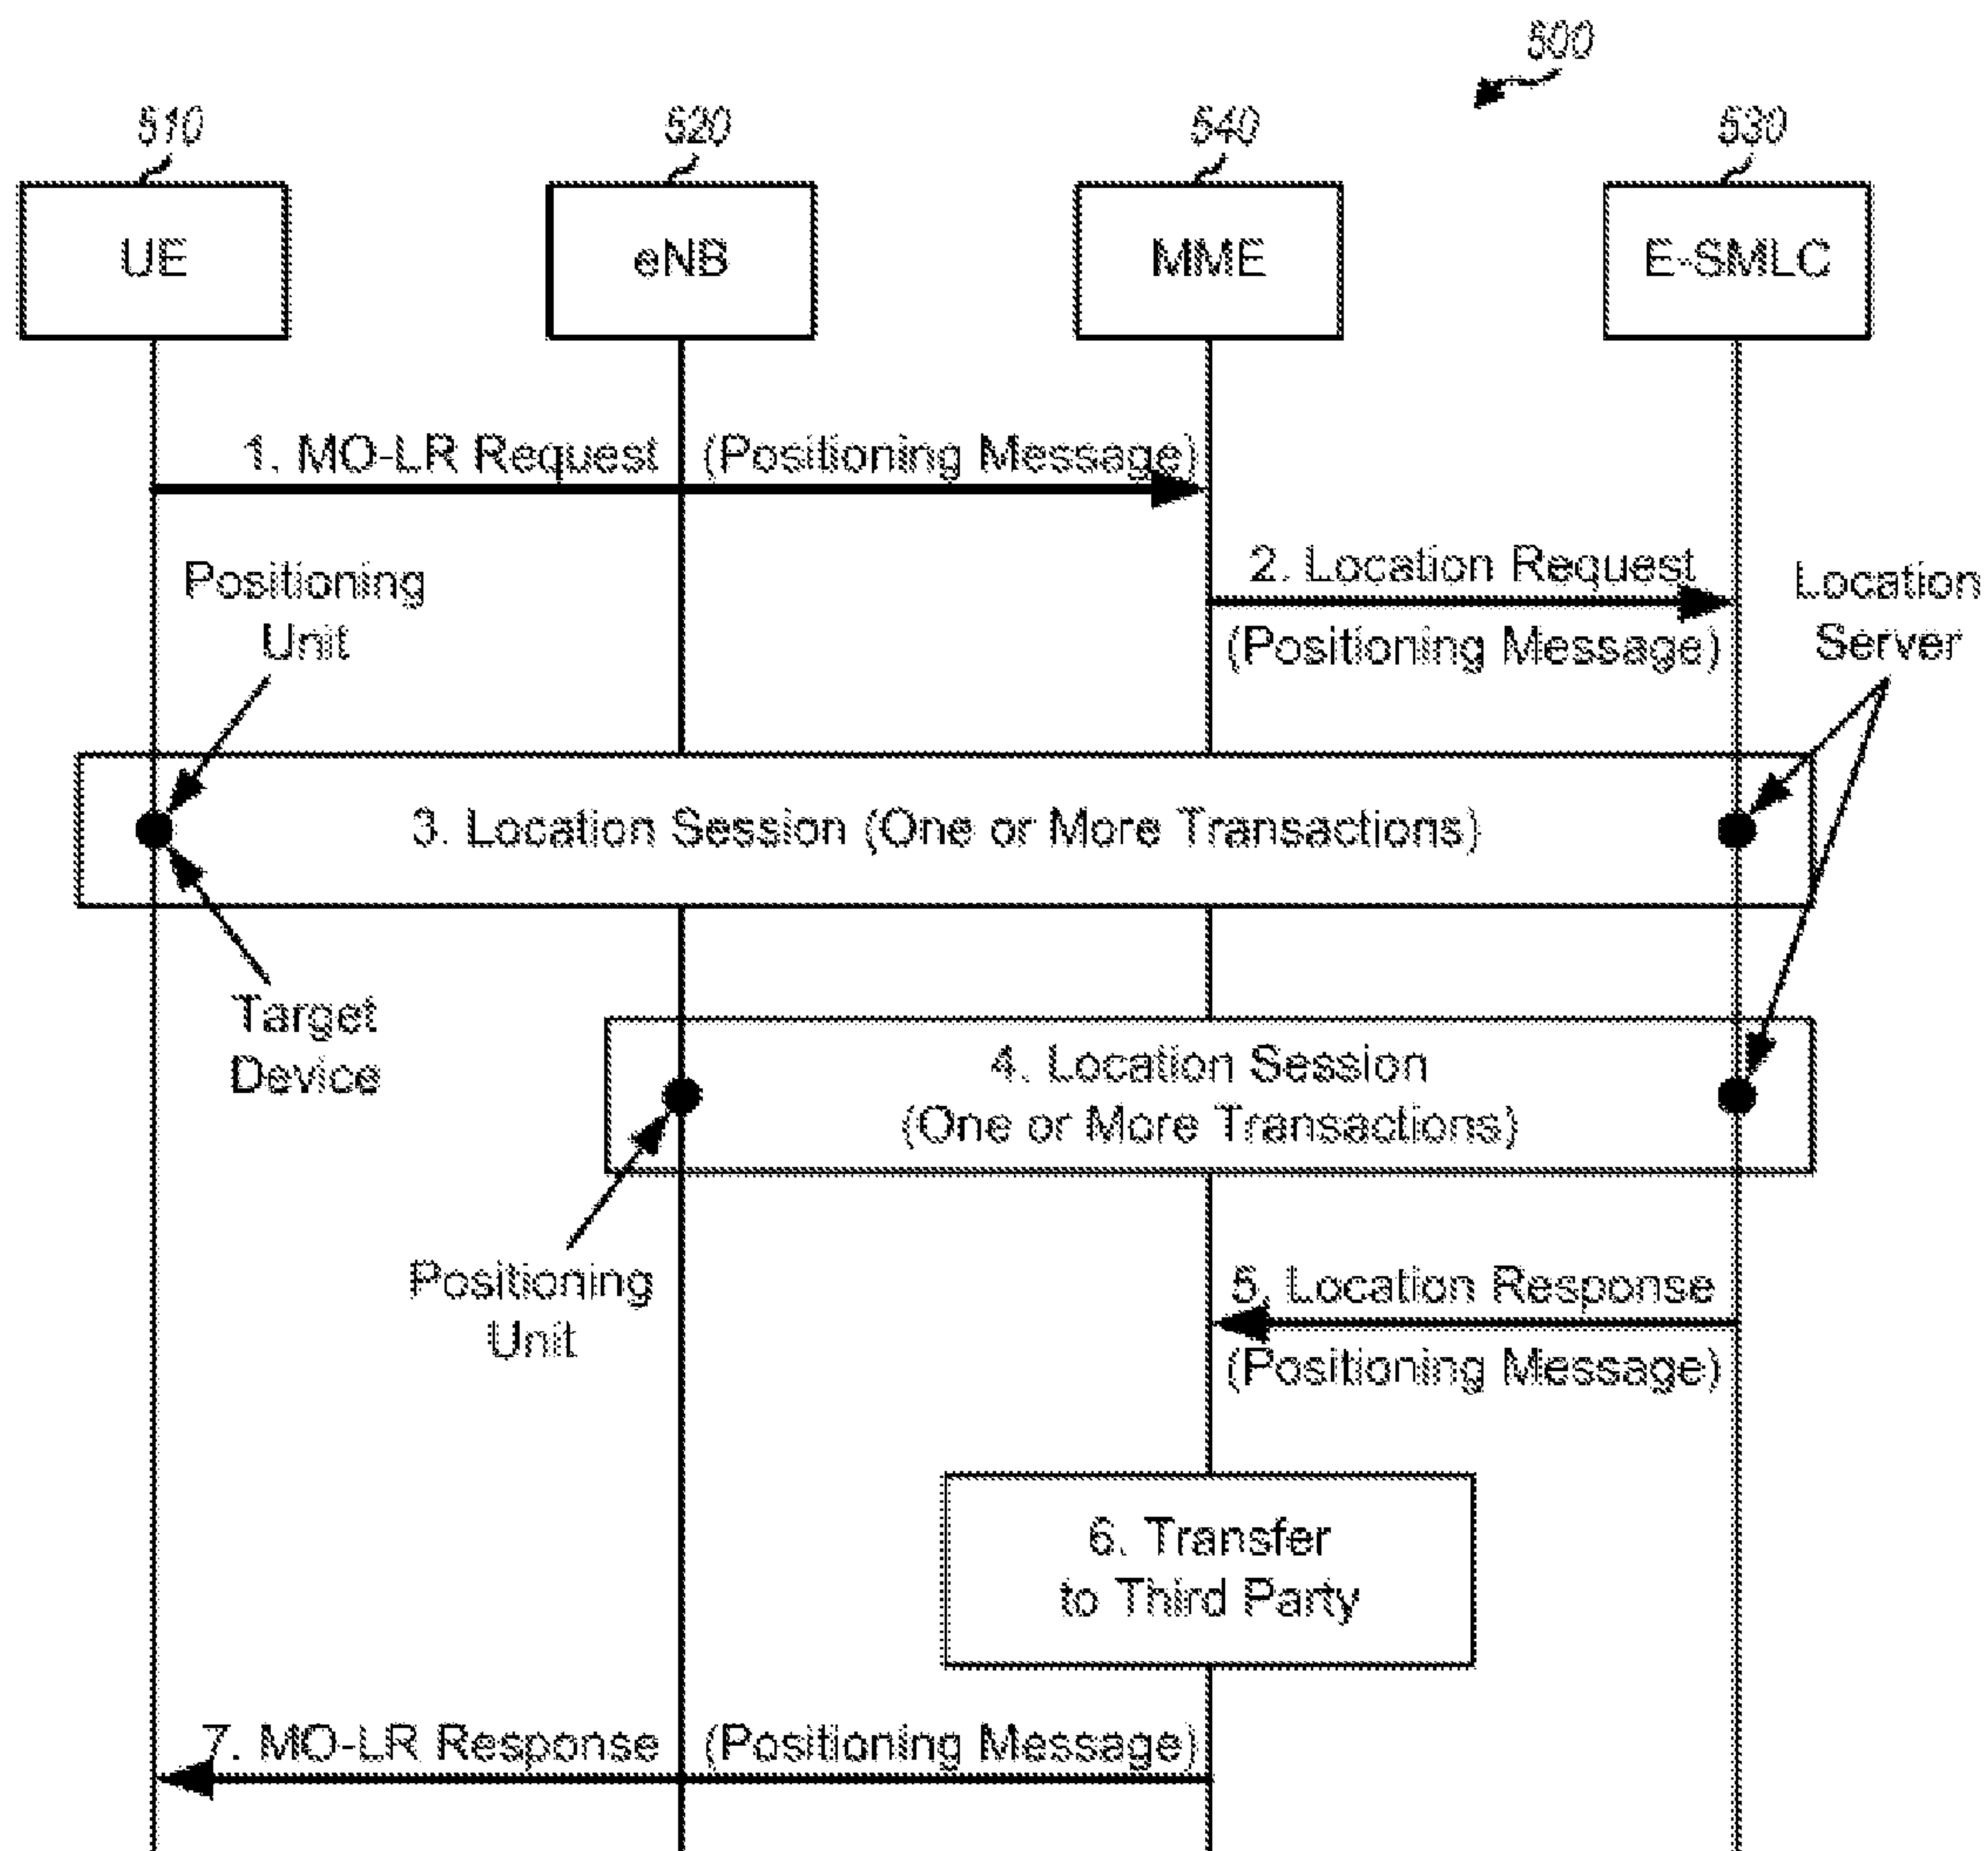 500
510
520
540
530
UE
eNB
MME
E-SMLC
1. MO-LR Request (Positioning Message)
2. Location Request
(Positioning Message)
Positioning
Unit
Location
Server
3. Location Session (One or More Transactions)
Target
Device
4. Location Session
(One or More Transactions)
Positioning
Unit
5. Location Response
(Positioning Message)
6. Transfer
to Third Party
7. MO-LR Response (Positioning Message)